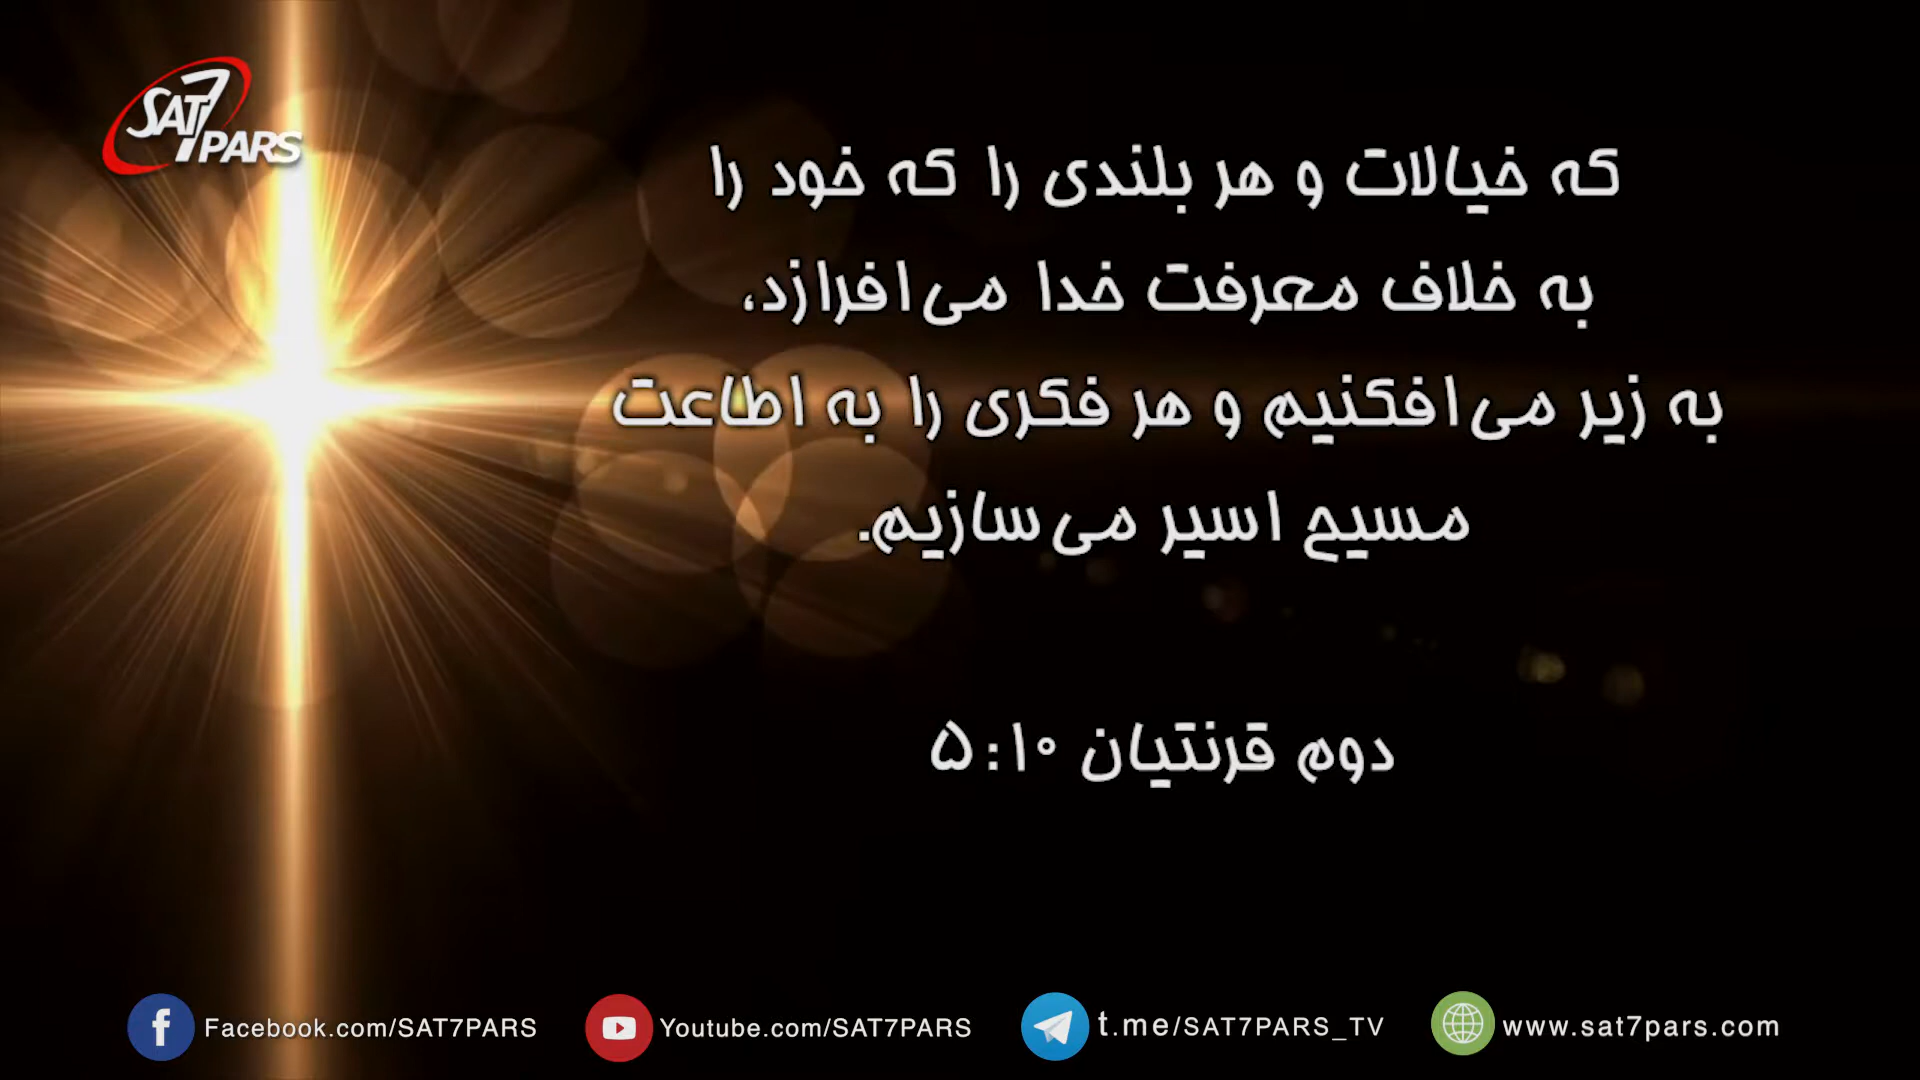 SAT7 PARS
که خیالات و هر بلندی را که خود را
به خلاف معرفت خدا می‌افرازد،
به زیر می‌افکنیم و هر فکری را به اطاعت
مسیح اسیر می‌سازیم.
دوم قرنتیان ۱۰:۵
Facebook.com/SAT7PARS
Youtube.com/SAT7PARS
t.me/SAT7PARS_TV
www.sat7pars.com